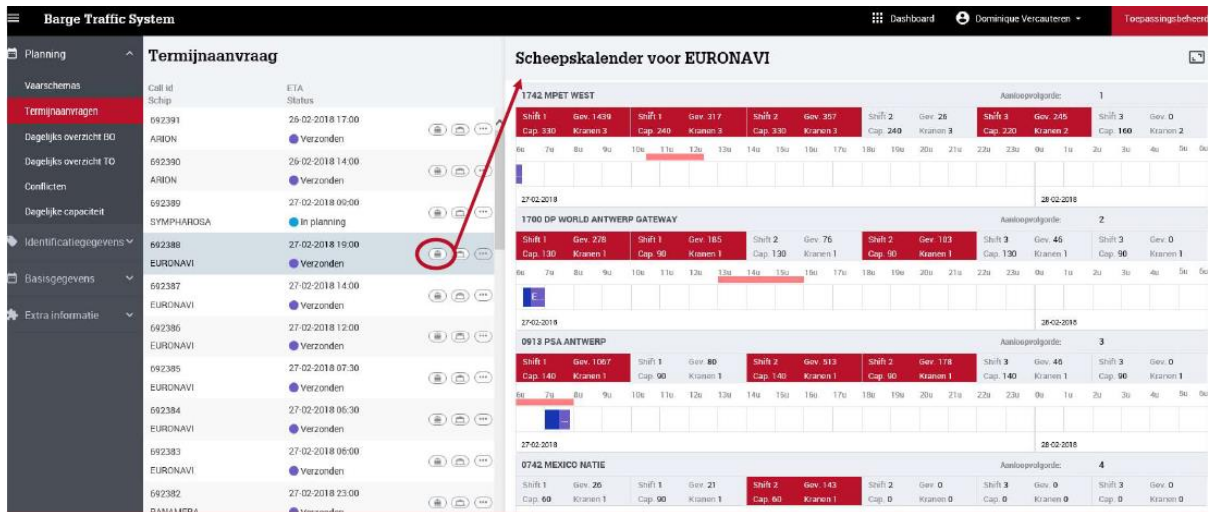 Barge Traffic System
Dashboard
Dominique Vercauteren
Toepassingsbeheerd
Planning
Vaarschemas
Termijnaanvragen
Dagelijks overzicht BO
Dagelijks overzicht TO
Conflicten
Dagelijke capaciteit
Identificatiegegevens
Basisgegevens
Extra informatie
Termijnaanvraag
Call id ETA
Schip Status
692391 26-02-2018 17:00
ARION Verzonden
692390 26-02-2018 14:00
ARION Verzonden
692389 27-02-2018 09:00
SYMPHAROSA In planning
692388 27-02-2018 19:00
EURONAVI Verzonden
692387 27-02-2018 14:00
EURONAVI Verzonden
692386 27-02-2018 12:00
EURONAVI Verzonden
692385 27-02-2018 07:30
EURONAVI Verzonden
692384 27-02-2018 06:30
EURONAVI Verzonden
692383 27-02-2018 06:00
EURONAVI Verzonden
692382 27-02-2018 23:00
Scheepskalender voor EURONAVI
1742 MPET WEST Aanloopvolgorde: 1
Shift 1 Gev. 1439 Shift 1 Gev. 317 Shift 2 Gev. 357 Shift 2 Gev. 26 Shift 3 Gev. 245 Shift 3 Gev. 0
Cap. 330 Kranen 3 Cap. 240 Kranen 3 Cap. 330 Kranen 3 Cap. 240 Kranen 3 Cap. 220 Kranen 2 Cap. 160 Kranen 2
6u 7u 8u 9u 10u 11u 12u 13u 14u 15u 16u 17u 18u 19u 20u 21u 22u 23u 0u 1u 2u 3u 4u 5u 6u
27-02-2018 28-02-2018
1700 DP WORLD ANTWERP GATEWAY Aanloopvolgorde: 2
Shift 1 Gev. 278 Shift 1 Gev. 185 Shift 2 Gev. 76 Shift 2 Gev. 103 Shift 3 Gev. 46 Shift 3 Gev. 0
Cap. 130 Kranen 1 Cap. 90 Kranen 1 Cap. 130 Kranen 1 Cap. 90 Kranen 1 Cap. 130 Kranen 1 Cap. 90 Kranen 1
6u 7u 8u 9u 10u 11u 12u 13u 14u 15u 16u 17u 18u 19u 20u 21u 22u 23u 0u 1u 2u 3u 4u 5u 6u
E...
27-02-2018 28-02-2018
0913 PSA ANTWERP Aanloopvolgorde: 3
Shift 1 Gev. 1067 Shift 1 Gev. 80 Shift 2 Gev. 513 Shift 2 Gev. 178 Shift 3 Gev. 46 Shift 3 Gev. 0
Cap. 140 Kranen 1 Cap. 90 Kranen 1 Cap. 140 Kranen 1 Cap. 90 Kranen 1 Cap. 140 Kranen 1 Cap. 90 Kranen 1
6u 7u 8u 9u 10u 11u 12u 13u 14u 15u 16u 17u 18u 19u 20u 21u 22u 23u 0u 1u 2u 3u 4u 5u 6u
27-02-2018 28-02-2018
0742 MEXICO NATIE Aanloopvolgorde: 4
Shift 1 Gev. 26 Shift 1 Gev. 21 Shift 2 Gev. 143 Shift 2 Gev. 0 Shift 3 Gev. 0 Shift 3 Gev. 0
Cap. 60 Kranen 1 Cap. 90 Kranen 1 Cap. 60 Kranen 1 Cap. 0 Kranen 0 Cap. 0 Kranen 0 Cap. 0 Kranen 0